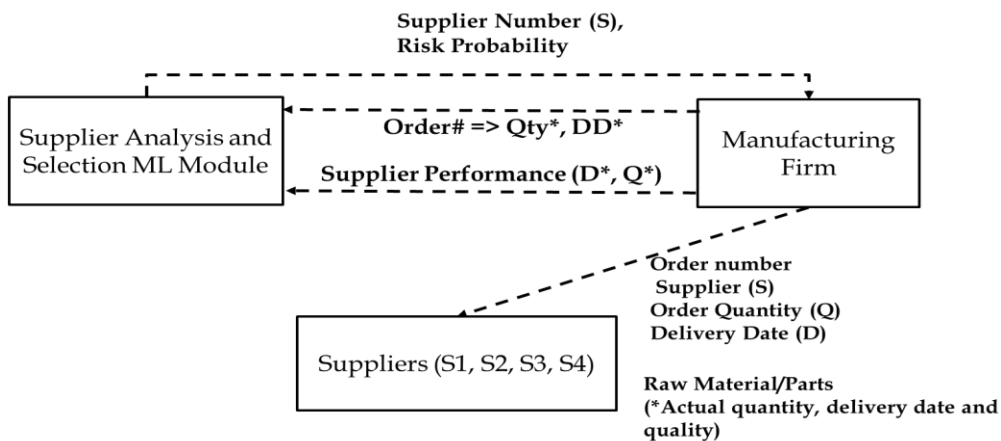 Supplier Number (S),
Risk Probability
Supplier Analysis and
Selection ML Module
Order# => Qty*, DD*
Supplier Performance (D*, Q*)
Manufacturing
Firm
Order number
Supplier (S)
Order Quantity (Q)
Delivery Date (D)
Suppliers (S1, S2, S3, S4)
Raw Material/Parts
(*Actual quantity, delivery date and
quality)